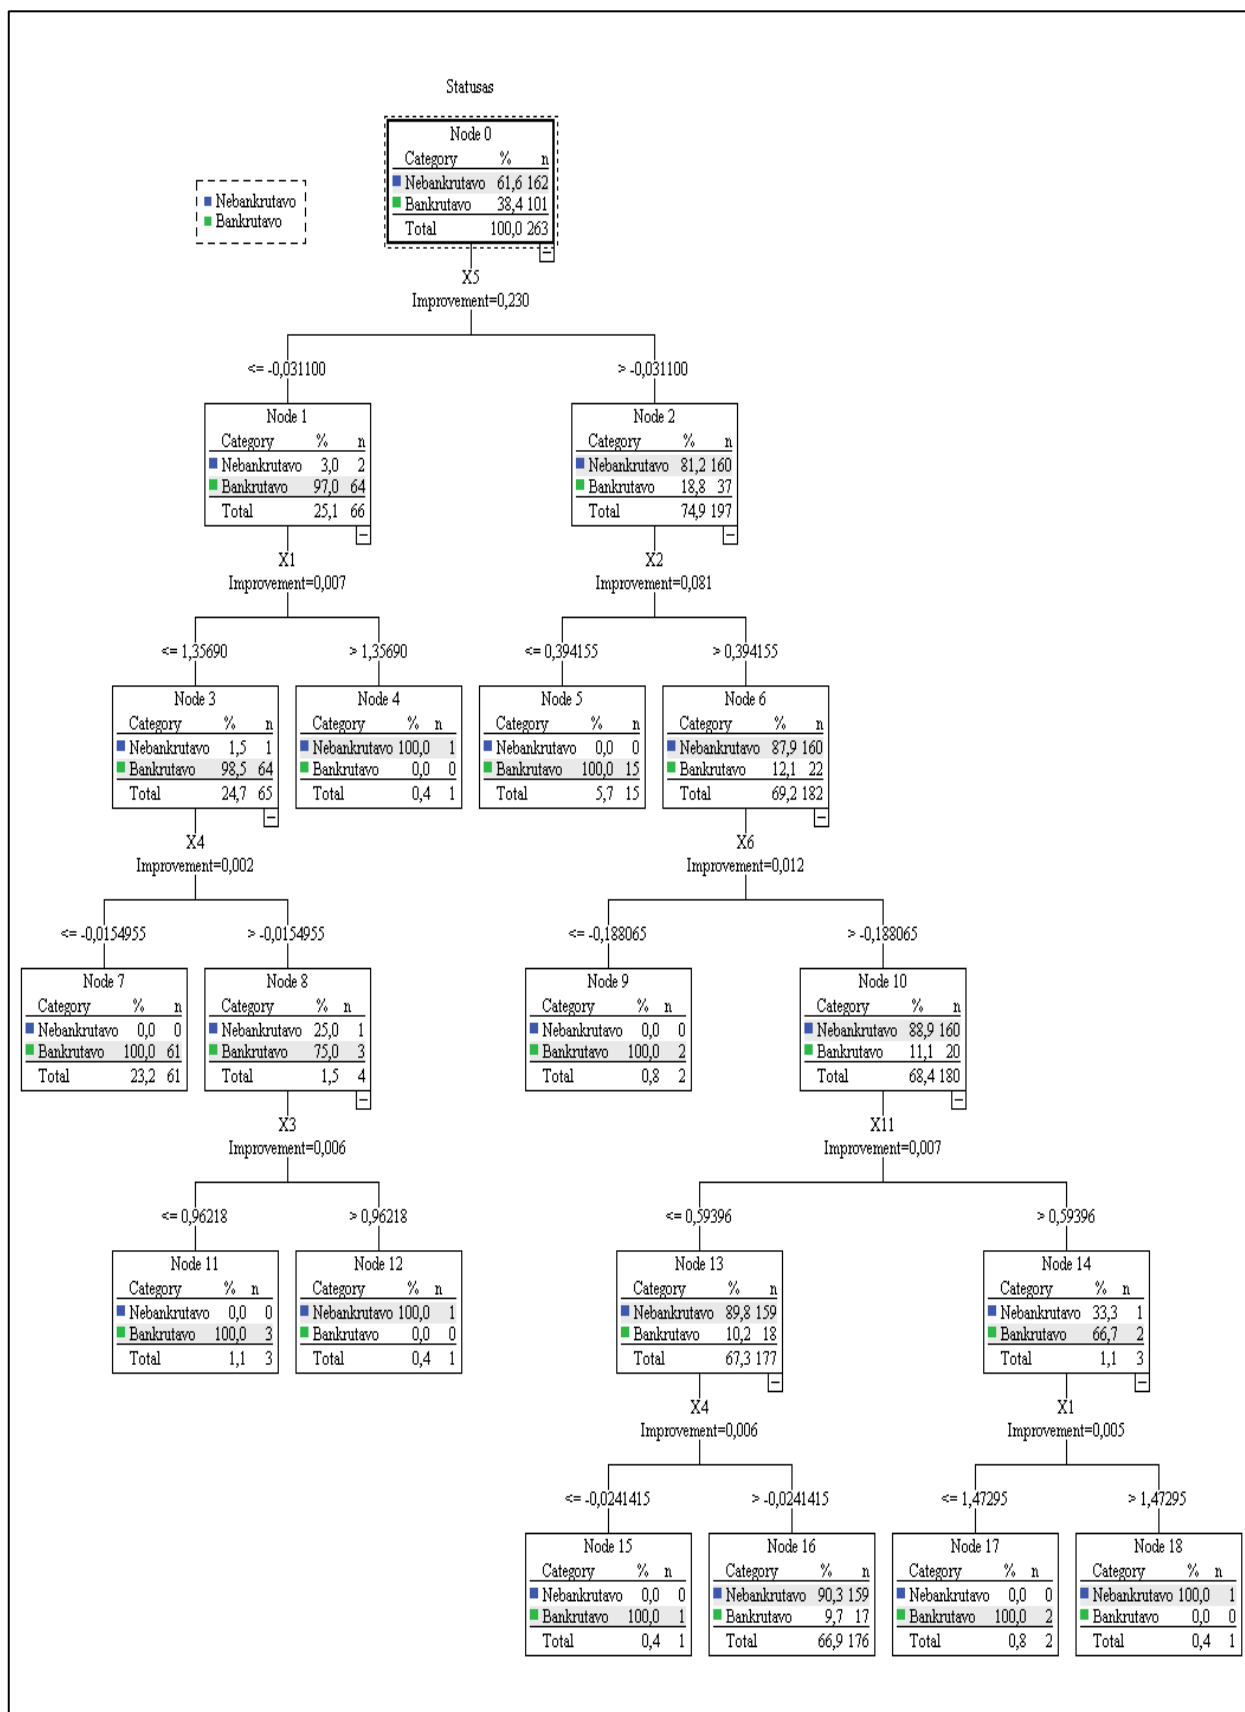 Statusas
Node 0
Category % n
Nebankrutavo 61,6 162
Bankrutavo 38,4 101
Total 100,0 263
Nebankrutavo
Bankrutavo
X5
Improvement=0,230
<= -0,031100
> -0,031100
Node 1
Category % n
Nebankrutavo 3,0 2
Bankrutavo 97,0 64
Total 25,1 66
Node 2
Category % n
Nebankrutavo 81,2 160
Bankrutavo 18,8 37
Total 74,9 197
X1
Improvement=0,007
X2
Improvement=0,081
<= 1,35690
> 1,35690
<= 0,394155
> 0,394155
Node 3
Category % n
Nebankrutavo 1,5 1
Bankrutavo 98,5 64
Total 24,7 65
Node 4
Category % n
Nebankrutavo 100,0 1
Bankrutavo 0,0 0
Total 0,4 1
Node 5
Category % n
Nebankrutavo 0,0 0
Bankrutavo 100,0 15
Total 5,7 15
Node 6
Category % n
Nebankrutavo 87,9 160
Bankrutavo 12,1 22
Total 69,2 182
X4
Improvement=0,002
X6
Improvement=0,012
<= -0,0154955
> -0,0154955
<= -0,188065
> -0,188065
Node 7
Category % n
Nebankrutavo 0,0 0
Bankrutavo 100,0 61
Total 23,2 61
Node 8
Category % n
Nebankrutavo 25,0 1
Bankrutavo 75,0 3
Total 1,5 4
Node 9
Category % n
Nebankrutavo 0,0 0
Bankrutavo 100,0 2
Total 0,8 2
Node 10
Category % n
Nebankrutavo 88,9 160
Bankrutavo 11,1 20
Total 68,4 180
X3
Improvement=0,006
X11
Improvement=0,007
<= 0,96218
> 0,96218
<= 0,59396
> 0,59396
Node 11
Category % n
Nebankrutavo 0,0 0
Bankrutavo 100,0 3
Total 1,1 3
Node 12
Category % n
Nebankrutavo 100,0 1
Bankrutavo 0,0 0
Total 0,4 1
Node 13
Category % n
Nebankrutavo 89,8 159
Bankrutavo 10,2 18
Total 67,3 177
Node 14
Category % n
Nebankrutavo 33,3 1
Bankrutavo 66,7 2
Total 1,1 3
X4
Improvement=0,006
X1
Improvement=0,005
<= -0,0241415
> -0,0241415
<= 1,47295
> 1,47295
Node 15
Category % n
Nebankrutavo 0,0 0
Bankrutavo 100,0 1
Total 0,4 1
Node 16
Category % n
Nebankrutavo 90,3 159
Bankrutavo 9,7 17
Total 66,9 176
Node 17
Category % n
Nebankrutavo 0,0 0
Bankrutavo 100,0 2
Total 0,8 2
Node 18
Category % n
Nebankrutavo 100,0 1
Bankrutavo 0,0 0
Total 0,4 1